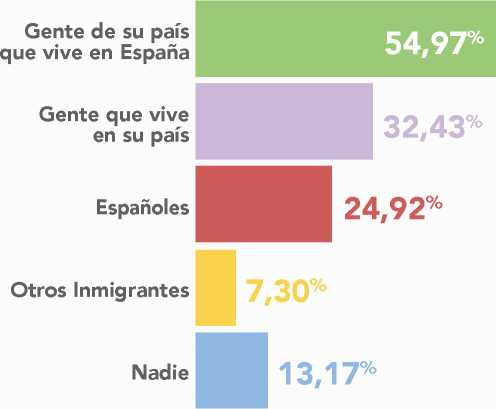 Gente de su país
que vive en España
54,97%
Gente que vive
en su país
32,43%
Españoles
24,92%
Otros Inmigrantes
7,30%
Nadie
13,17%